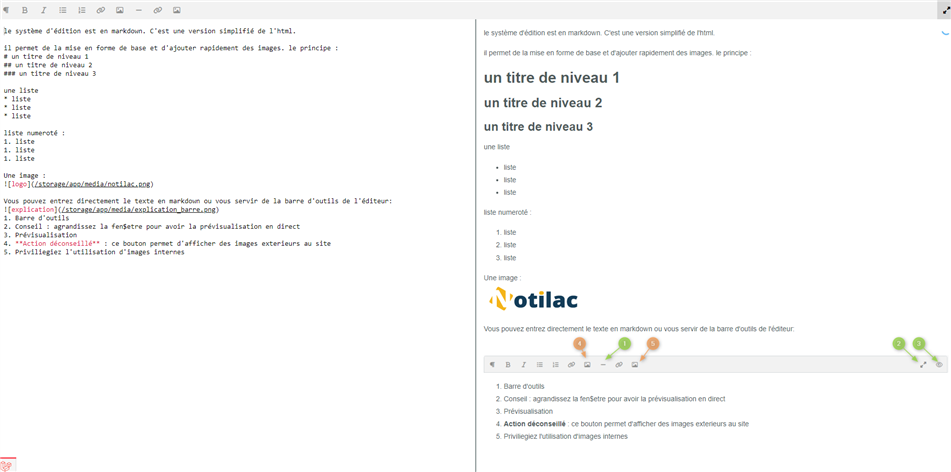 le système d'édition est en markdown. C'est une version simplifié de l'html.
il permet de la mise en forme de base et d'ajouter rapidement des images. le principe :
# un titre de niveau 1
## un titre de niveau 2
### un titre de niveau 3
une liste
* liste
* liste
* liste
liste numeroté :
1. liste
1. liste
1. liste
Une image :
![logo](/storage/app/media/notilac.png)
Vous pouvez entrez directement le texte en markdown ou vous servir de la barre d'outils de l'éditeur:
![explication](/storage/app/media/explication_barre.png)
1. Barre d'outils
2. Conseil : agrandissez la fen$etre pour avoir la prévisualisation en direct
3. Prévisualisation
4. **Action déconseillé** : ce bouton permet d'afficher des images exterieurs au site
5. Priviliegiez l'utilisation d'images internes
le système d'édition est en markdown. C'est une version simplifié de l'html.
il permet de la mise en forme de base et d'ajouter rapidement des images. le principe :
un titre de niveau 1
un titre de niveau 2
un titre de niveau 3
une liste
• liste
• liste
• liste
liste numeroté :
1. liste
2. liste
3. liste
Une image :
Notilac
Vous pouvez entrez directement le texte en markdown ou vous servir de la barre d'outils de l'éditeur:
4 1 5 2 3
1. Barre d'outils
2. Conseil : agrandissez la fen$etre pour avoir la prévisualisation en direct
3. Prévisualisation
4. Action déconseillé : ce bouton permet d'afficher des images exterieurs au site
5. Priviliegiez l'utilisation d'images internes